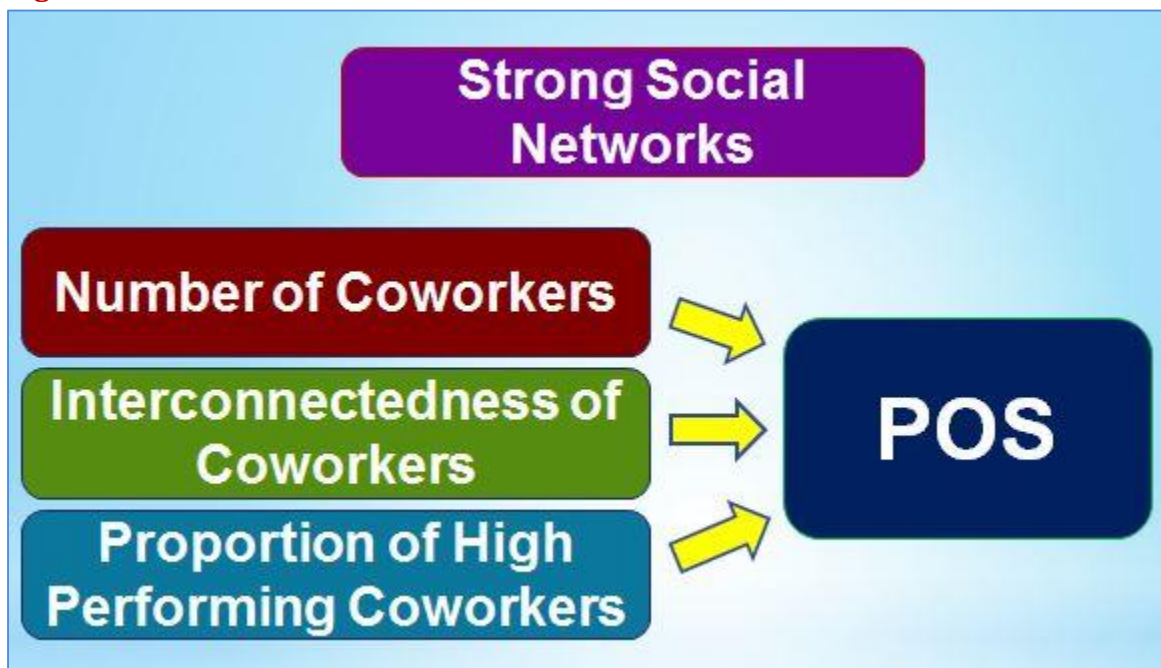 Strong Social
Networks
Number of Coworkers
Interconnectedness of
Coworkers
Proportion of High
Performing Coworkers
POS